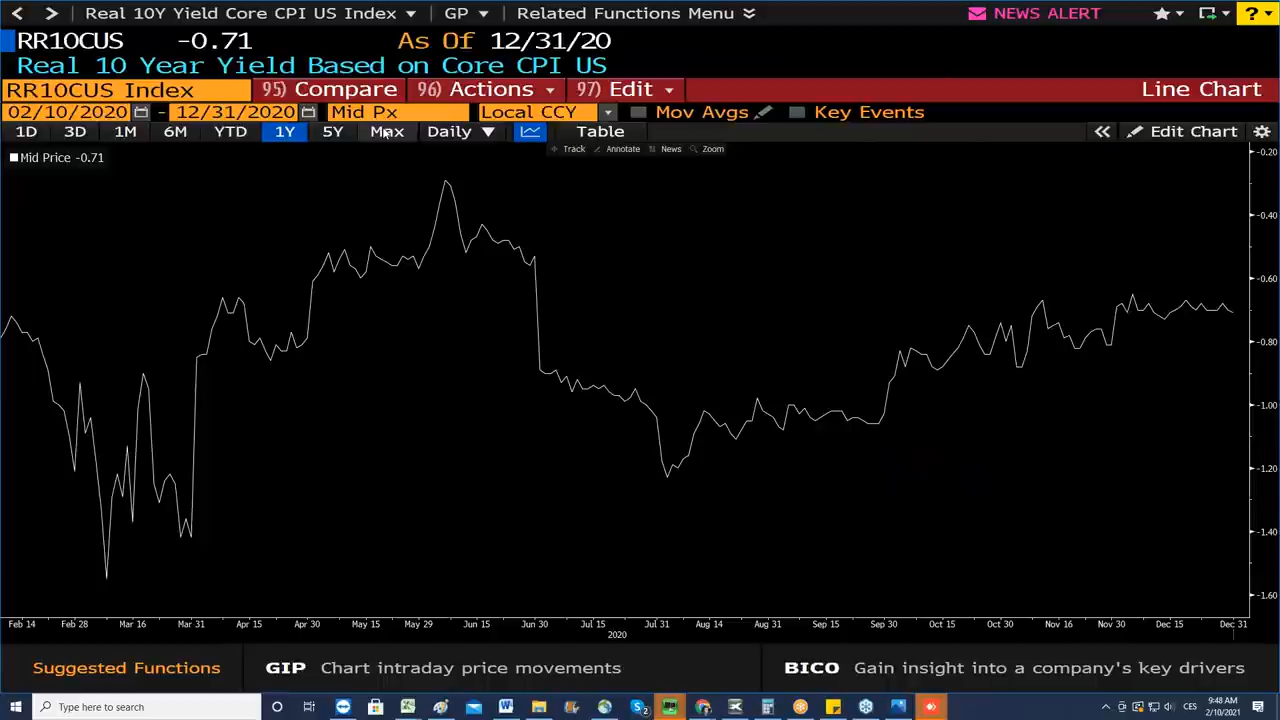 Real 10Y Yield Core CPI US Index GP Related Functions Menu NEWS ALERT ?
RR10CUS -0.71 As Of 12/31/20
Real 10 Year Yield Based on Core CPI US
RR10CUS Index 95) Compare 96) Actions 97) Edit Line Chart
02/10/2020 - 12/31/2020 Mid Px Local CCY Mov Avgs Key Events
1D 3D 1M 6M YTD 1Y 5Y Max Daily Table Edit Chart
Track Annotate News Zoom
Mid Price -0.71
-0.20
-0.40
-0.60
-0.80
-1.00
-1.20
-1.40
-1.60
Feb 14 Feb 28 Mar 16 Mar 31 Apr 15 Apr 30 May 15 May 29 Jun 15 Jun 30 Jul 15 Jul 31 Aug 14 Aug 31 Sep 15 Sep 30 Oct 15 Oct 30 Nov 16 Nov 30 Dec 15 Dec 31
2020
Suggested Functions GIP Chart intraday price movements BICO Gain insight into a company's key drivers
Type here to search CES 9:48 AM
2/10/2021